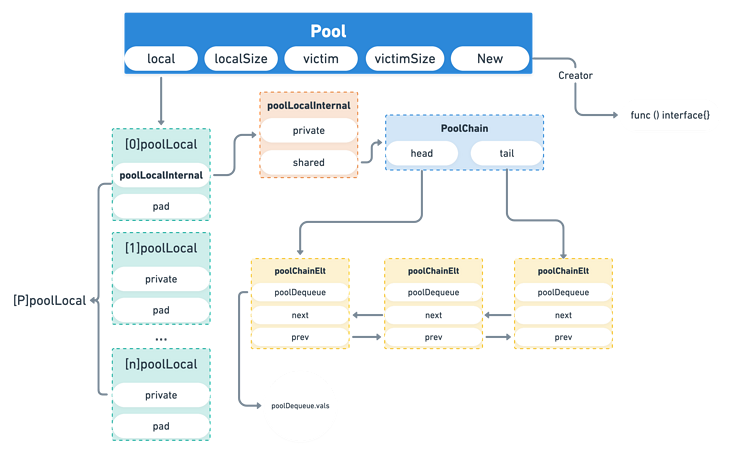 Pool
local
localSize
victim
victimSize
New
Creator
func () interface{}
poolLocalInternal
private
shared
PoolChain
head
tail
[0]poolLocal
poolLocalInternal
pad
[1]poolLocal
private
pad
...
[n]poolLocal
private
pad
[P]poolLocal
poolChainElt
poolDequeue
next
prev
poolChainElt
poolDequeue
next
prev
poolChainElt
poolDequeue
next
prev
poolDequeue.vals